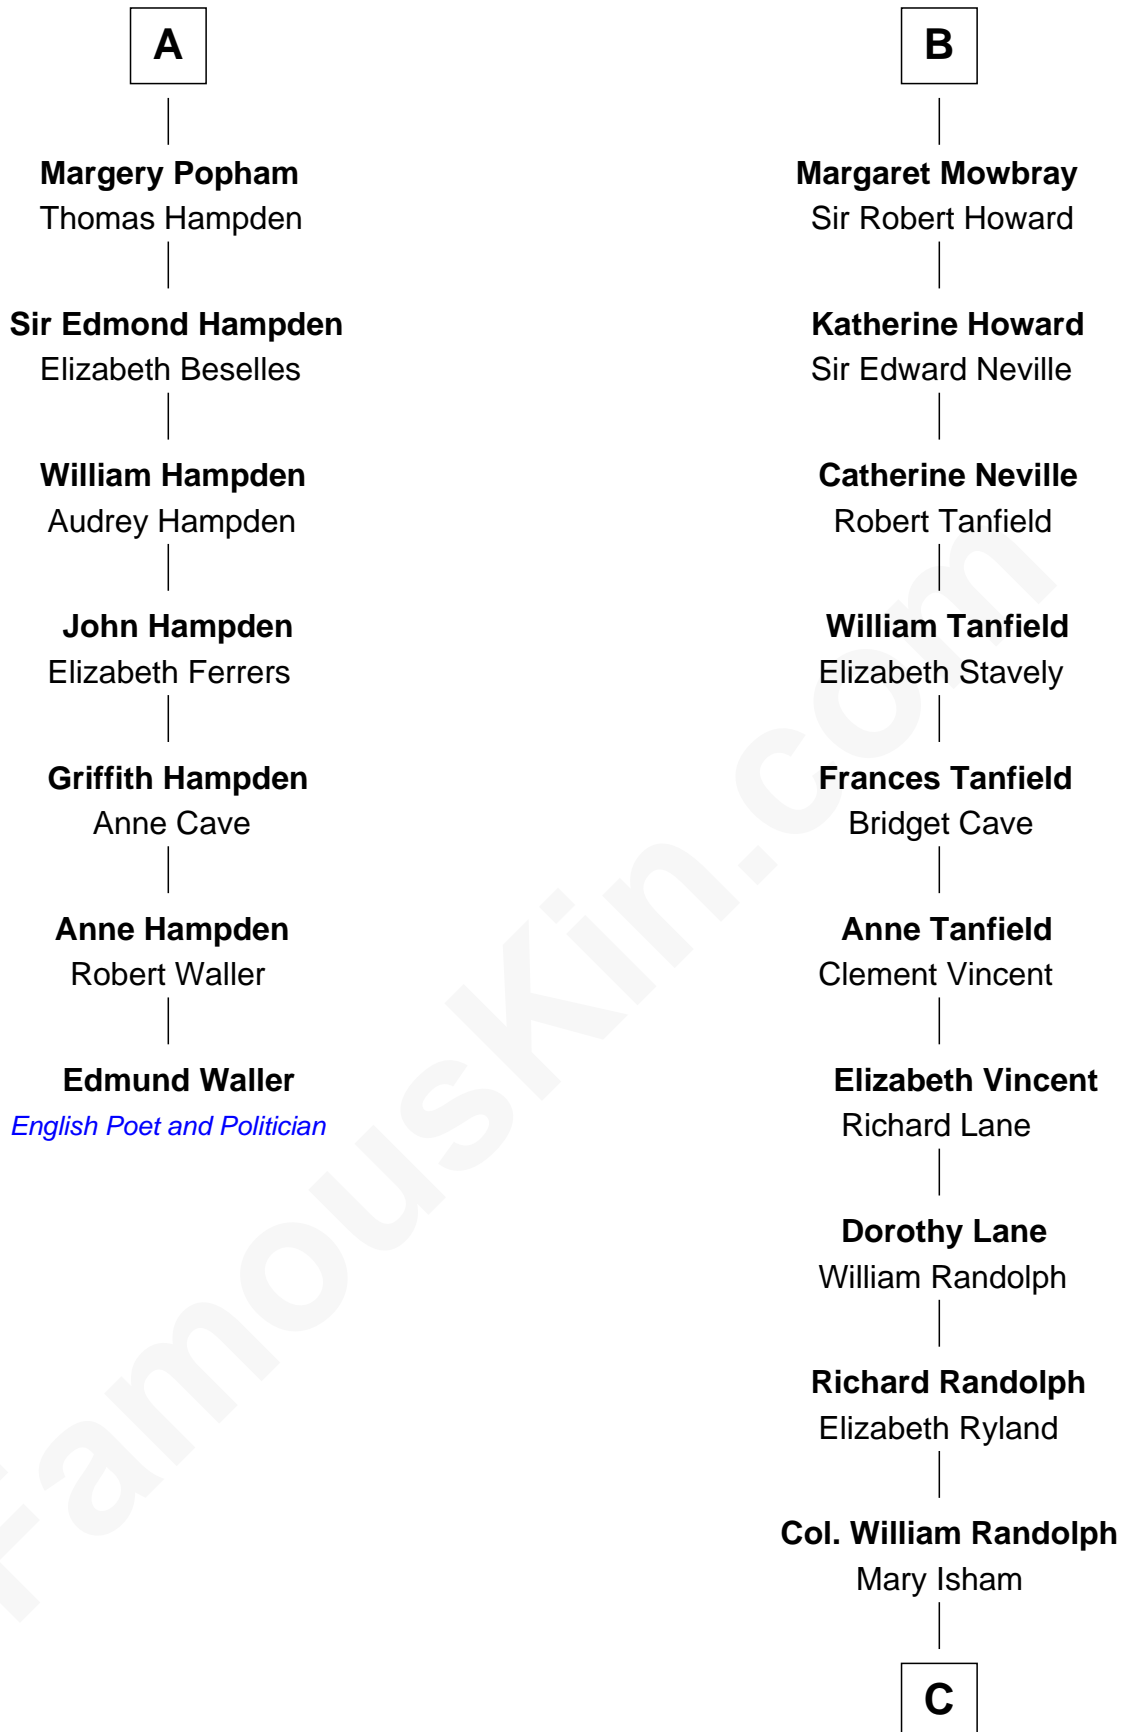 A
Margery Popham
Thomas Hampden
Sir Edmond Hampden
Elizabeth Beselles
William Hampden
Audrey Hampden
John Hampden
Elizabeth Ferrers
Griffith Hampden
Anne Cave
Anne Hampden
Robert Waller
Edmund Waller
English Poet and Politician
B
Margaret Mowbray
Sir Robert Howard
Katherine Howard
Sir Edward Neville
Catherine Neville
Robert Tanfield
William Tanfield
Elizabeth Stavely
Frances Tanfield
Bridget Cave
Anne Tanfield
Clement Vincent
Elizabeth Vincent
Richard Lane
Dorothy Lane
William Randolph
Richard Randolph
Elizabeth Ryland
Col. William Randolph
Mary Isham
C
FamousKin.com